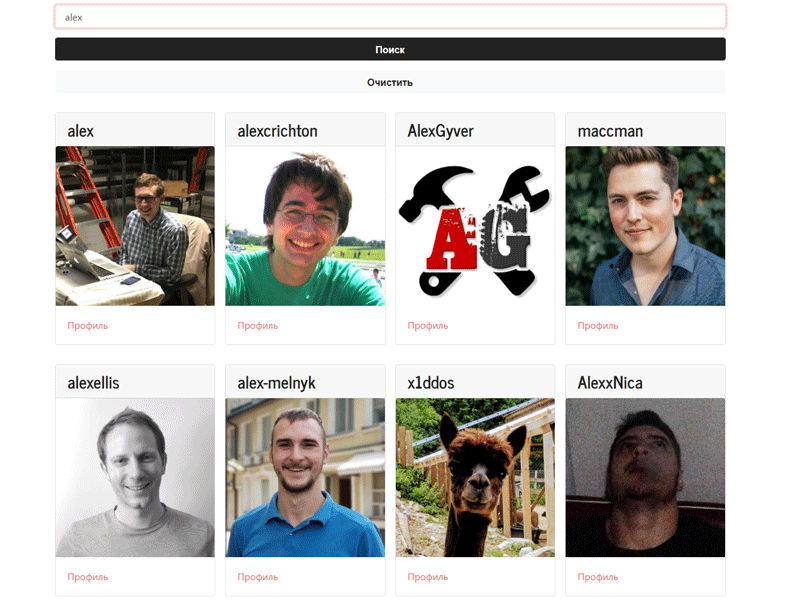 alex
Поиск
Очистить
alex
alexcrichton
AlexGyver
maccman
AG
Профиль
Профиль
Профиль
Профиль
alexellis
alex-melnyk
x1ddos
AlexxNica
Профиль
Профиль
Профиль
Профиль